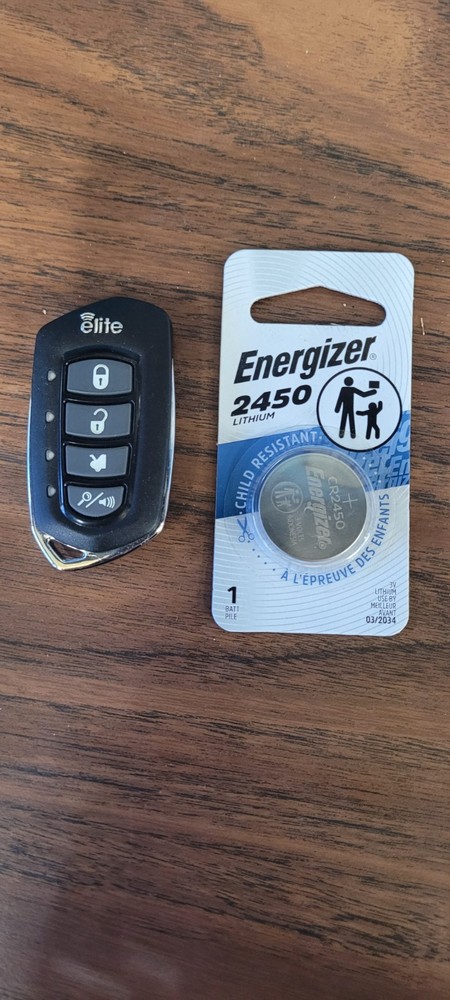 elite
Energizer®
2450
LITHIUM
CHILD RESISTANT.
Energizer®
CR2450
+
À L'ÉPREUVE DES ENFANTS
1
BATT
PILE
3V
LITHIUM
USE BY
MEILLEUR
AVANT
03/2034